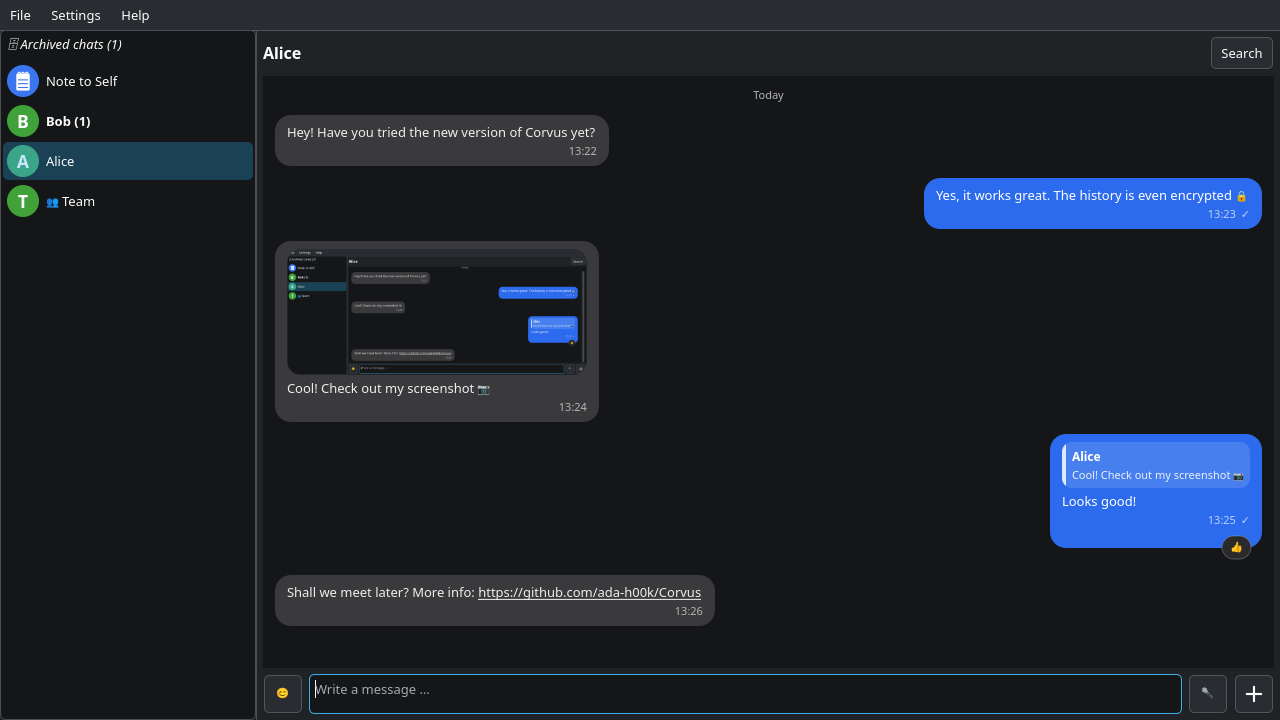 File Settings Help
Archived chats (1)
Note to Self
B Bob (1)
A Alice
T 👥 Team
Alice
Search
Today
Hey! Have you tried the new version of Corvus yet?
13:22
Yes, it works great. The history is even encrypted 🔒
13:23 ✓
Cool! Check out my screenshot 📷
13:24
Alice
Cool! Check out my screenshot 📷
Looks good!
13:25 ✓
👍
Shall we meet later? More info: https://github.com/ada-h00k/Corvus
13:26
Write a message ...